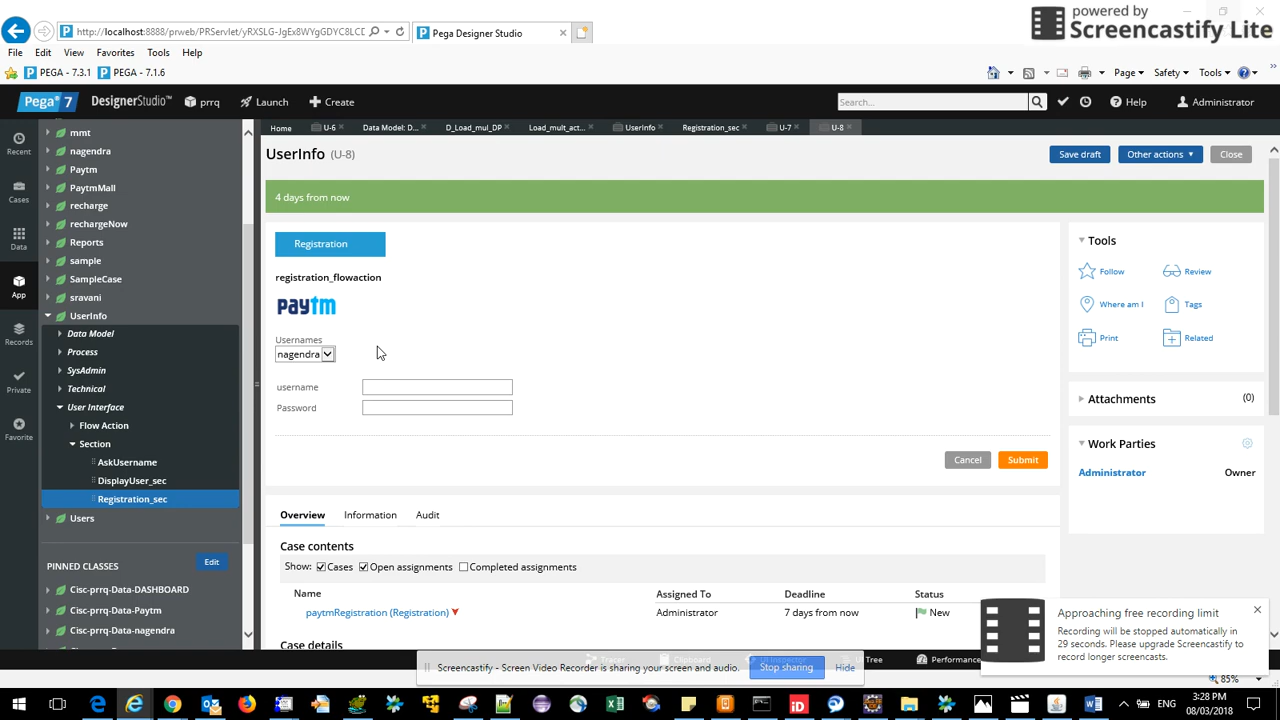 powered by
Screencastify Lite
http://localhost:8888/prweb/PRServlet/yRXSLG-JgEx8WYgGDYC8LCD
Pega Designer Studio
File Edit View Favorites Tools Help
PEGA - 7.3.1 PEGA - 7.1.6
Page Safety Tools
Pega 7 DesignerStudio™ prrq Launch Create Search... Help Administrator
Home U-6 Data Model: D... D_Load_mul_DP Load_mult_act... UserInfo Registration_sec U-7 U-8
Recent
Cases
Data
App
Records
Private
Favorite
mmt
nagendra
Paytm
PaytmMall
recharge
rechargeNow
Reports
sample
SampleCase
sravani
UserInfo
Data Model
Process
SysAdmin
Technical
User Interface
Flow Action
Section
AskUsername
DisplayUser_sec
Registration_sec
Users
PINNED CLASSES Edit
Cisc-prrq-Data-DASHBOARD
Cisc-prrq-Data-Paytm
Cisc-prrq-Data-nagendra
UserInfo (U-8)
Save draft Other actions Close
4 days from now
Registration
registration_flowaction
paytm
Usernames
nagendra
username
Password
Cancel Submit
Overview Information Audit
Case contents
Show: Cases Open assignments Completed assignments
Name Assigned To Deadline Status
paytmRegistration (Registration) Administrator 7 days from now New
Case details
Tools
Follow Review
Where am I Tags
Print Related
Attachments (0)
Work Parties
Administrator Owner
Approaching free recording limit
Recording will be stopped automatically in
29 seconds. Please upgrade Screencastify to
record longer screencasts.
Tracer Clipboard UI Inspector UI Tree Performance
Screencastify - Screen Video Recorder is sharing your screen and audio. Stop sharing Hide
85%
ENG 3:28 PM
08/03/2018